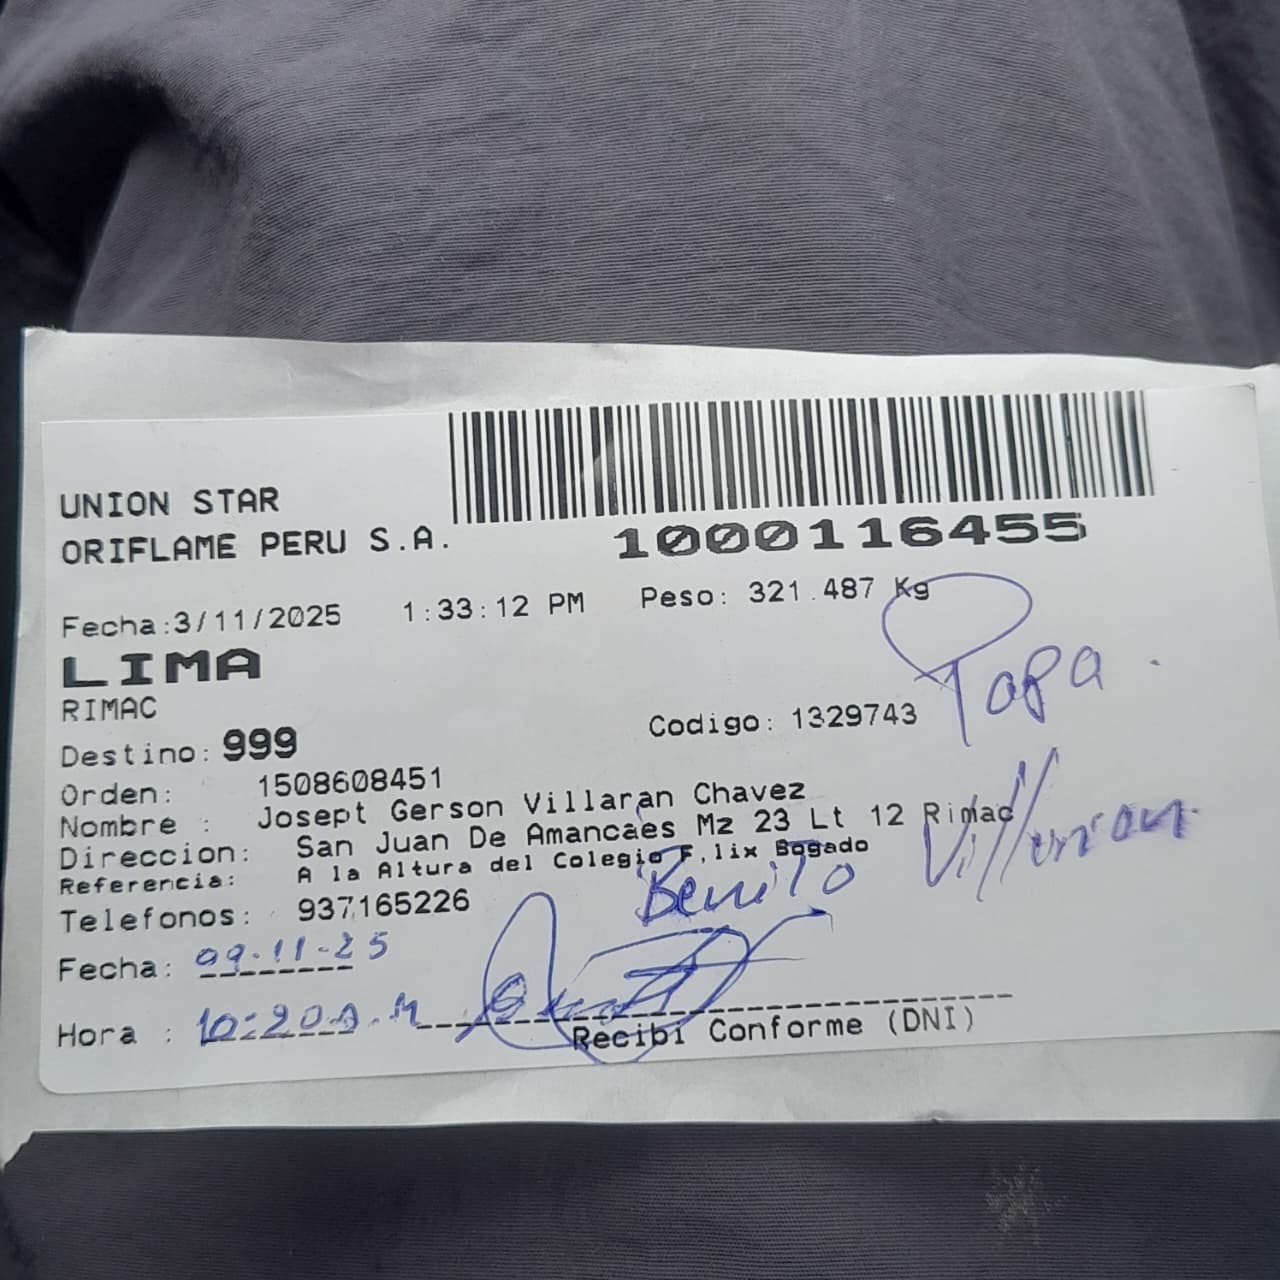 UNION STAR
ORIFLAME PERU S.A.
1000116455
Fecha:3/11/2025 1:33:12 PM Peso: 321.487 Kg
LIMA
RIMAC
Papa.
Destino: 999 Codigo: 1329743
Orden: 1508608451
Nombre : Josept Gerson Villaran Chavez
Direccion: San Juan De Amancaes Mz 23 Lt 12 Rimac
Referencia: A la Altura del Colegio F,lix Bogado
Benito Villaran.
Telefonos: 937165226
Fecha: 09-11-25
Hora : 10:20 A.M
Recibi Conforme (DNI)